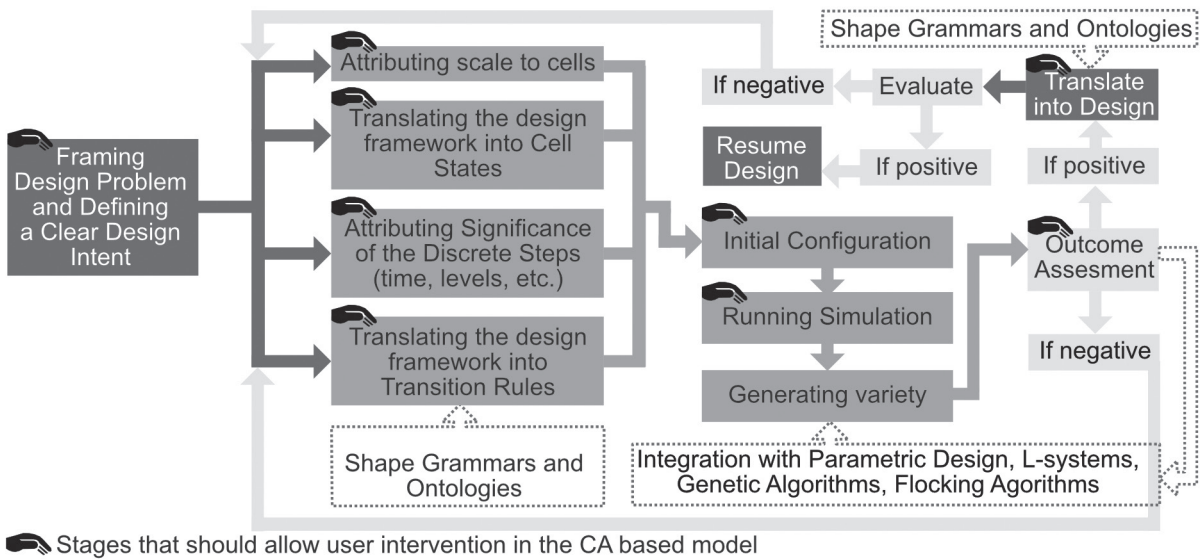 Framing
Design Problem
and Defining
a Clear Design
Intent
Attributing scale to cells
Translating the design
framework into Cell
States
Attributing Significance
of the Discrete Steps
(time, levels, etc.)
Translating the design
framework into
Transition Rules
Shape Grammars and
Ontologies
Initial Configuration
Running Simulation
Generating variety
Integration with Parametric Design, L-systems,
Genetic Algorithms, Flocking Agorithms
Outcome
Assesment
If negative
If positive
Shape Grammars and Ontologies
Translate
into Design
Evaluate
If negative
If positive
Resume
Design
Stages that should allow user intervention in the CA based model